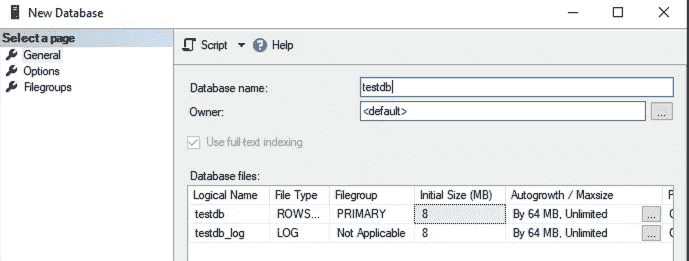 New Database
Select a page
General
Options
Filegroups
Script Help
Database name: testdb
Owner: <default> ...
Use full-text indexing
Database files:
Logical Name File Type Filegroup Initial Size (MB) Autogrowth / Maxsize
testdb ROWS... PRIMARY 8 By 64 MB, Unlimited ...
testdb_log LOG Not Applicable 8 By 64 MB, Unlimited ...